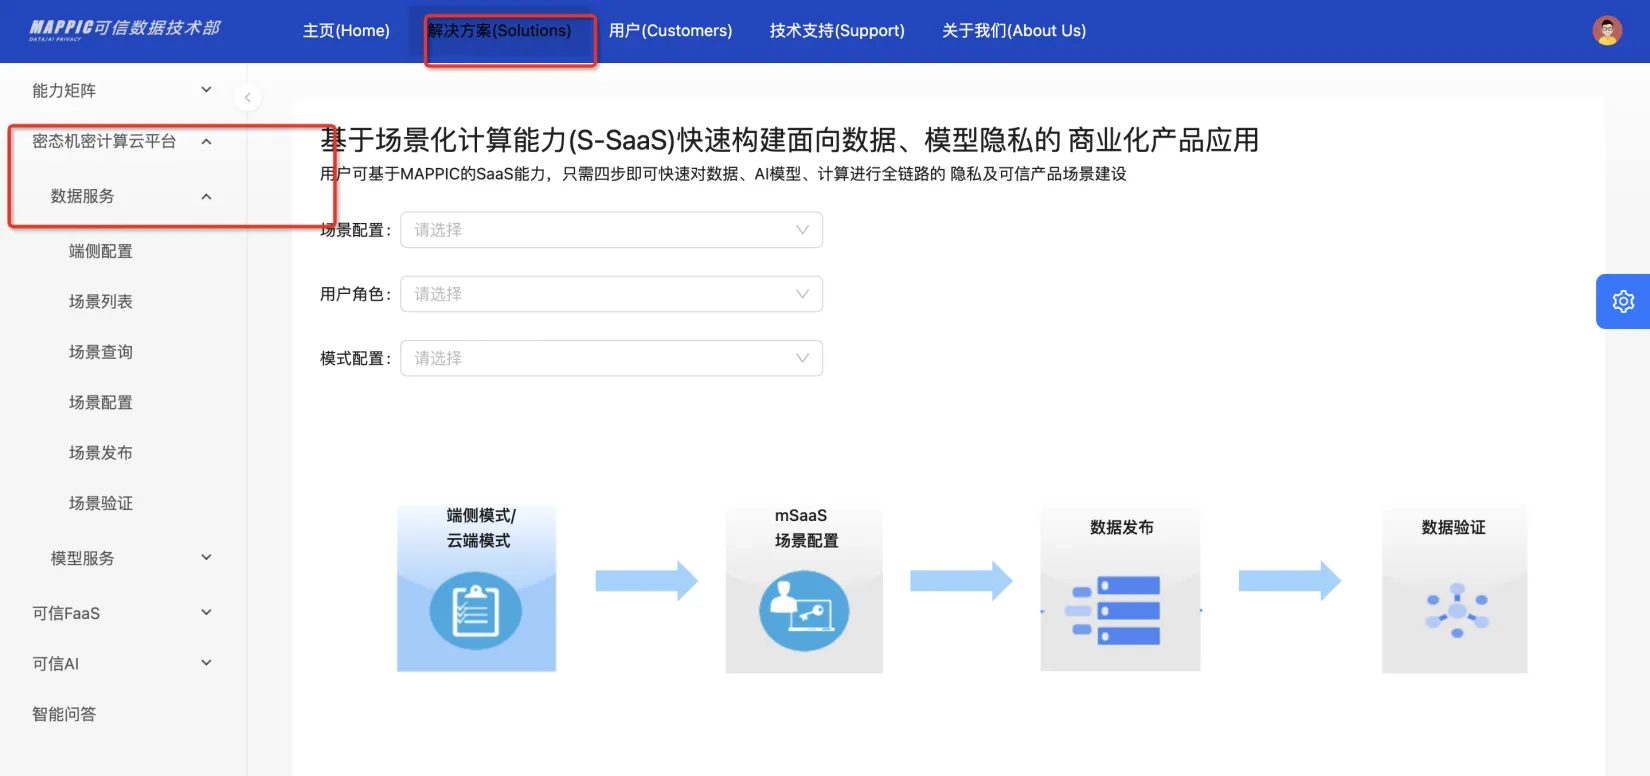 MAPPIC可信数据技术部
DATA/AI PRIVACY
主页(Home)
解决方案(Solutions)
用户(Customers)
技术支持(Support)
关于我们(About Us)
能力矩阵
密态机密计算云平台
数据服务
端侧配置
场景列表
场景查询
场景配置
场景发布
场景验证
模型服务
可信FaaS
可信AI
智能问答
基于场景化计算能力(S-SaaS)快速构建面向数据、模型隐私的 商业化产品应用
用户可基于MAPPIC的SaaS能力，只需四步即可快速对数据、AI模型、计算进行全链路的 隐私及可信产品场景建设
场景配置： 请选择
用户角色： 请选择
模式配置： 请选择
端侧模式/
云端模式
mSaaS
场景配置
数据发布
数据验证